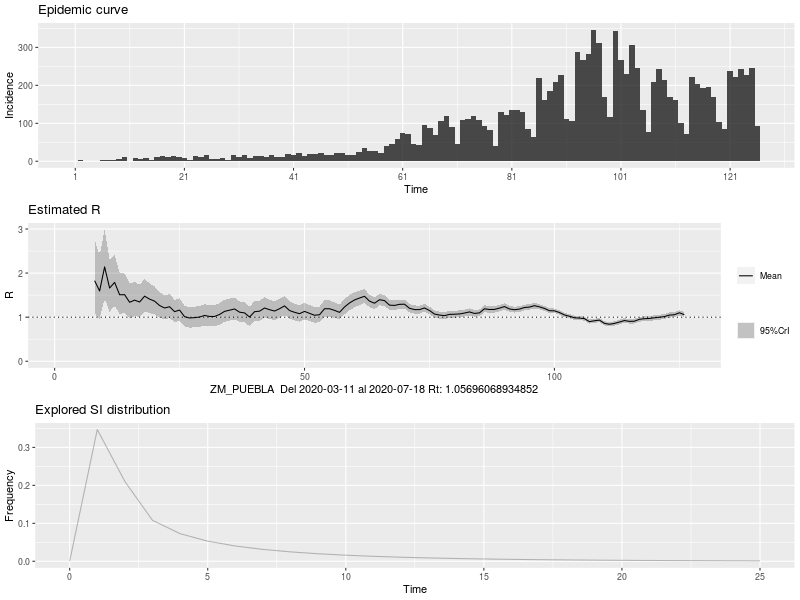 Epidemic curve
300
200
100
0
Incidence
1 21 41 61 81 101 121
Time
Estimated R
3
2
1
0
R
Mean
95%CrI
0 50 100
ZM_PUEBLA Del 2020-03-11 al 2020-07-18 Rt: 1.05696068934852
Explored SI distribution
0.3
0.2
0.1
0.0
Frequency
0 5 10 15 20 25
Time